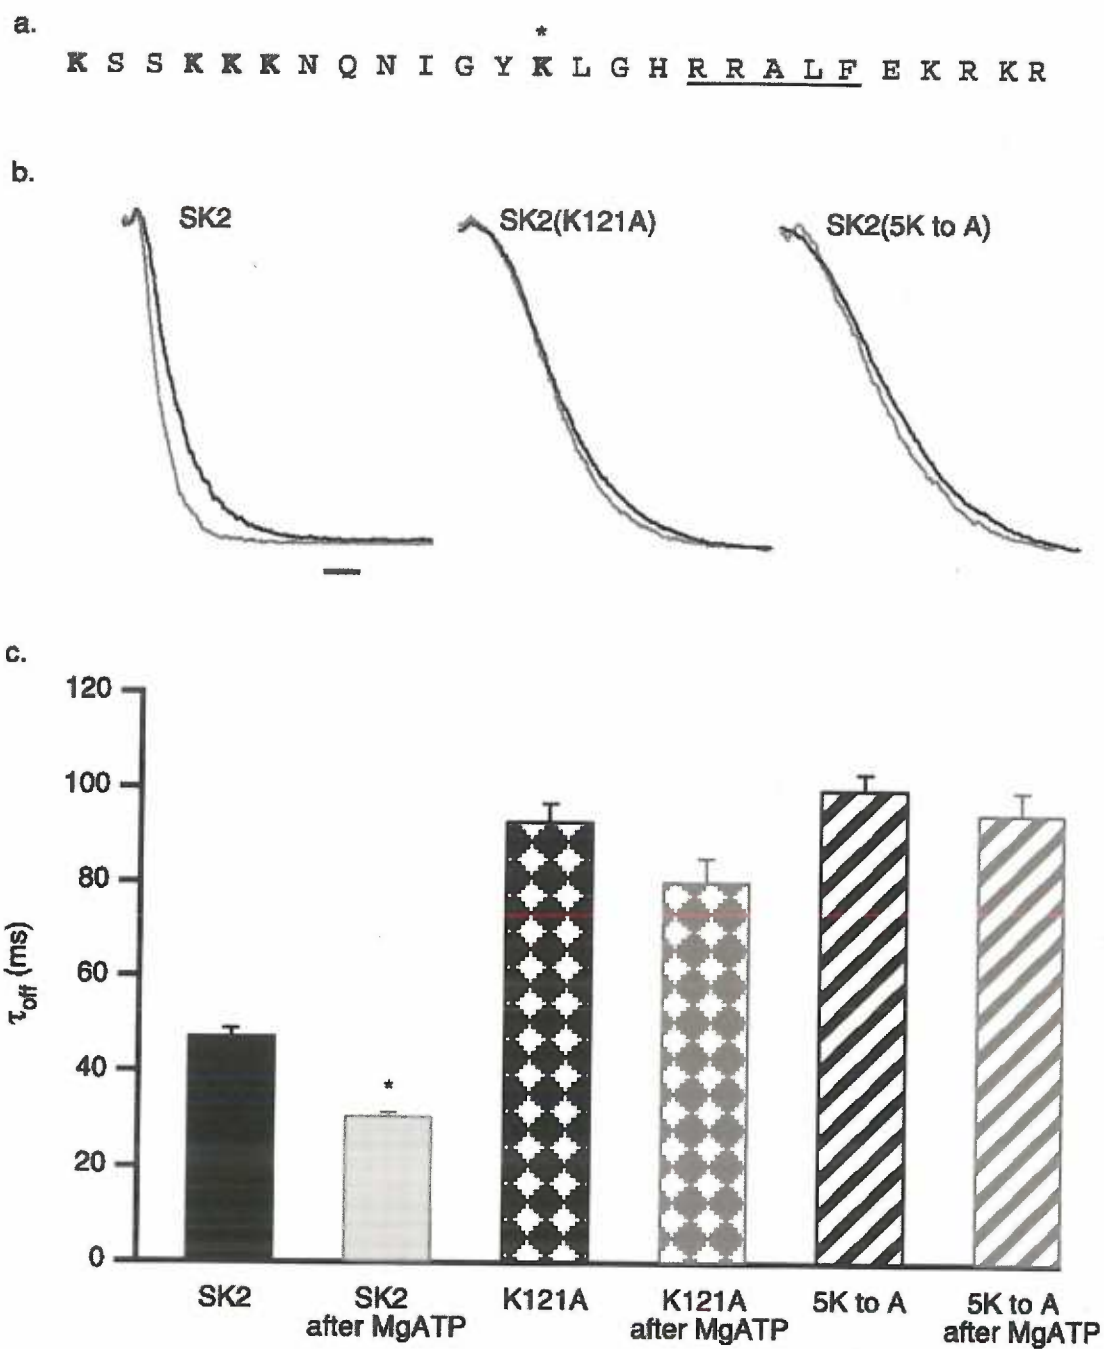 a.
*
K S S K K K N Q N I G Y K L G H R R A L F E K R K R
b.
SK2
SK2(K121A)
SK2(5K to A)
c.
120
100
80
60
40
20
0
τoff (ms)
*
SK2
SK2
after MgATP
K121A
K121A
after MgATP
5K to A
5K to A
after MgATP